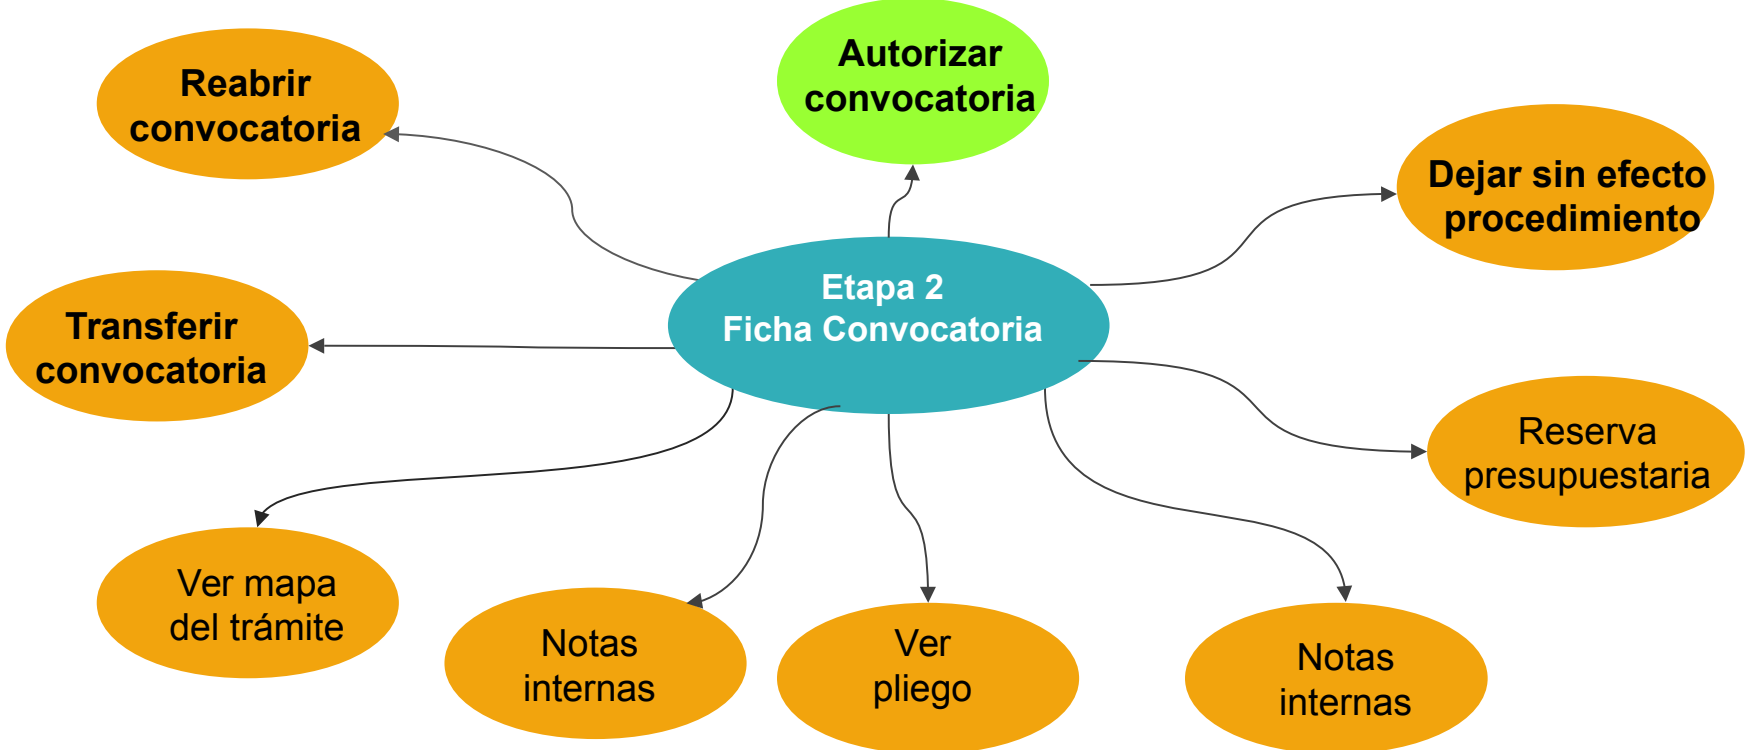 Autorizar
convocatoria
Reabrir
convocatoria
Dejar sin efecto
procedimiento
Etapa 2
Ficha Convocatoria
Transferir
convocatoria
Reserva
presupuestaria
Ver mapa
del trámite
Notas
internas
Ver
pliego
Notas
internas